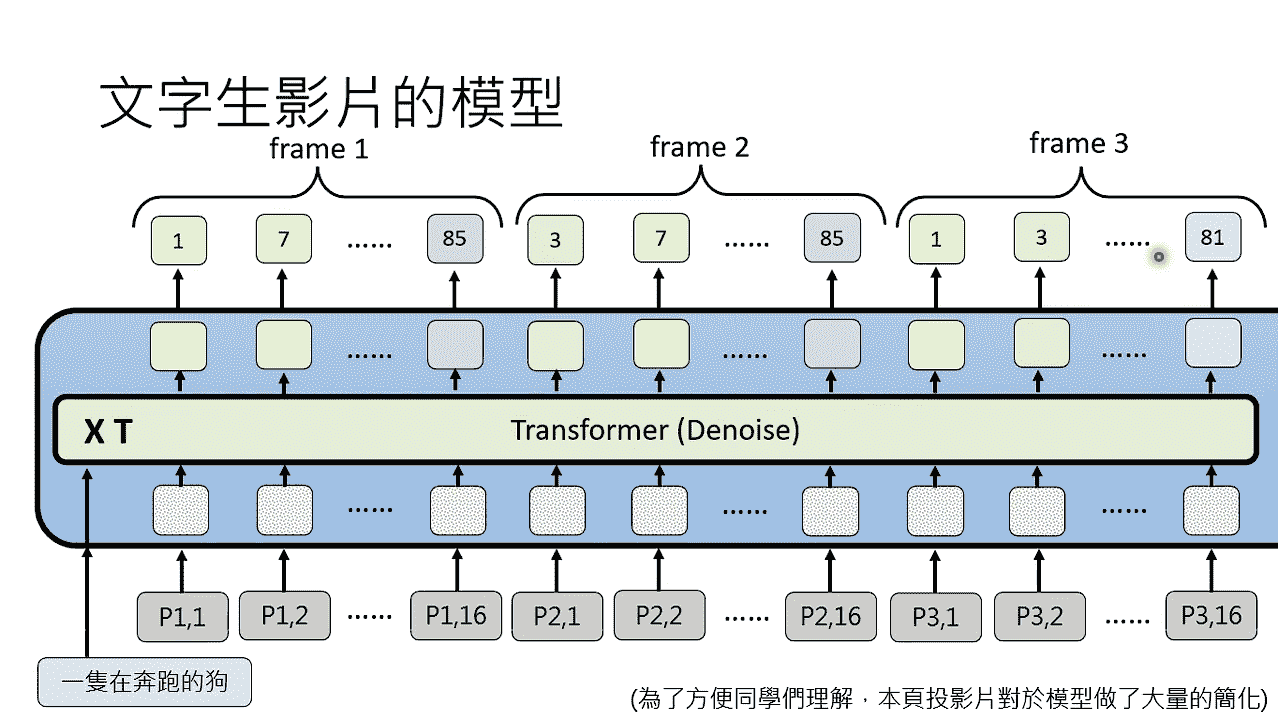 文字生影片的模型
frame 1 frame 2 frame 3
1 7 ...... 85 3 7 ...... 85 1 3 ...... 81
...... ...... ......
X T Transformer (Denoise)
...... ...... ......
P1,1 P1,2 ...... P1,16 P2,1 P2,2 ...... P2,16 P3,1 P3,2 ...... P3,16
一隻在奔跑的狗
(為了方便同學們理解，本頁投影片對於模型做了大量的簡化)